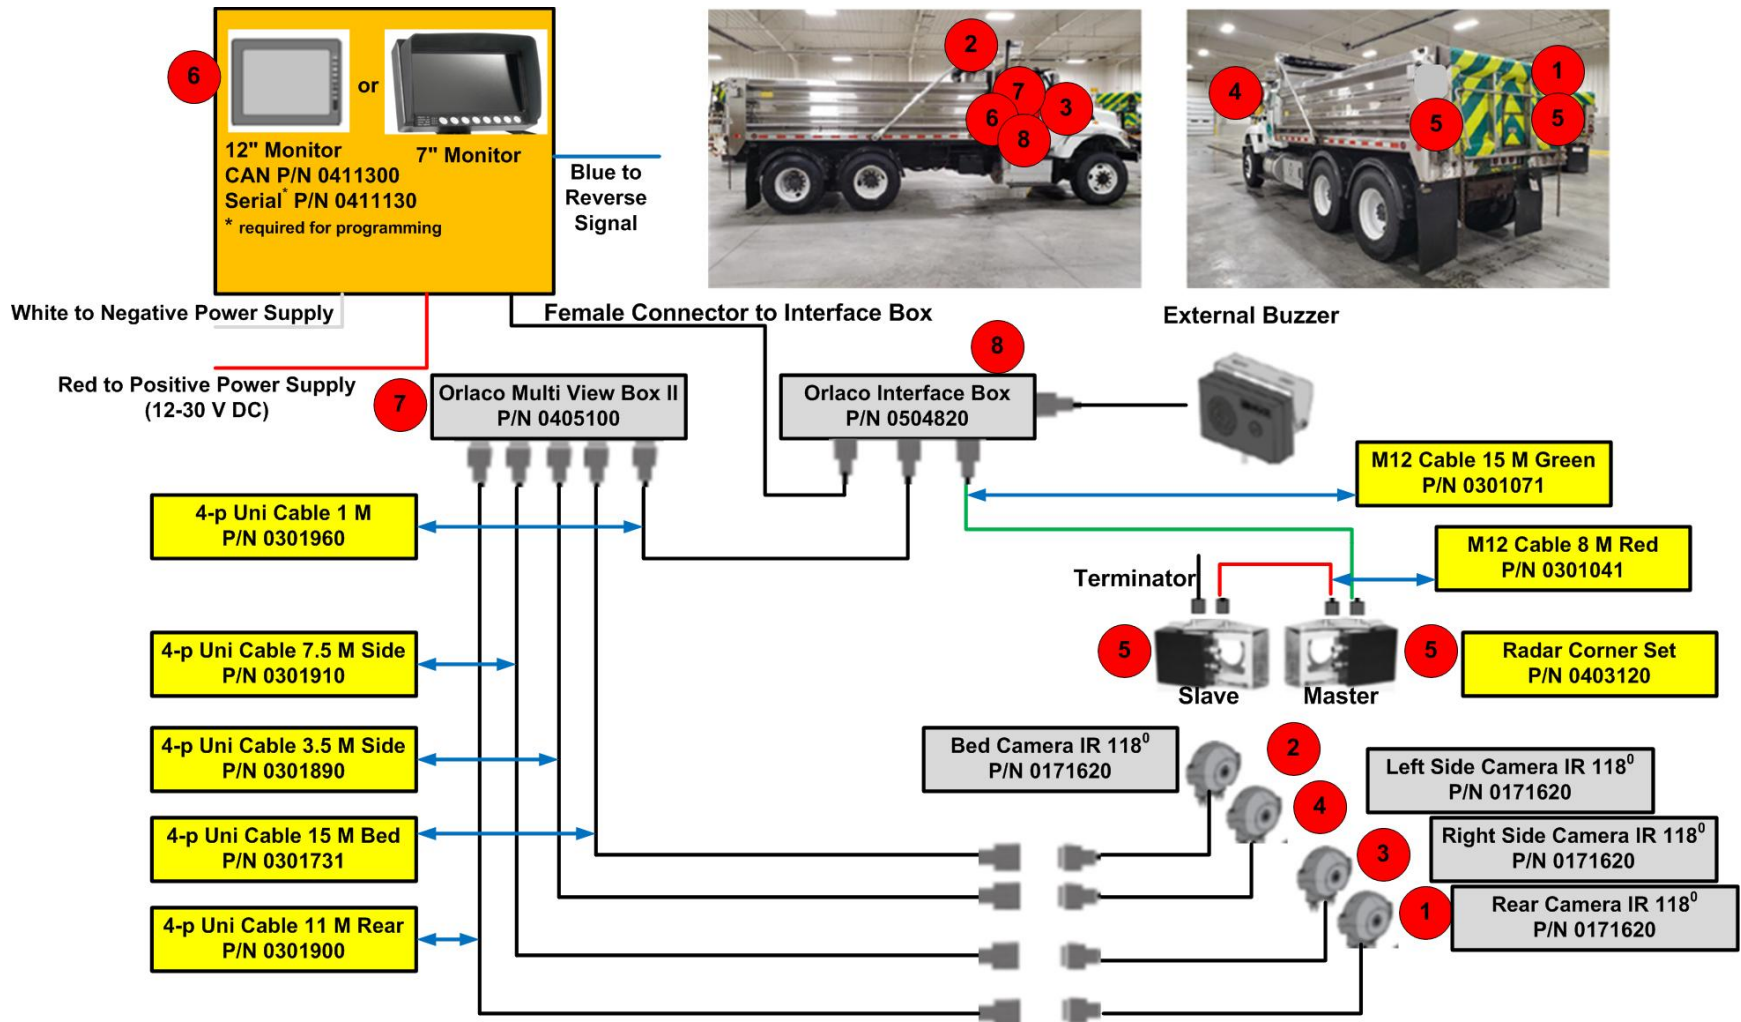 6
or
12" Monitor
CAN P/N 0411300
Serial* P/N 0411130
* required for programming
7" Monitor
Blue to
Reverse
Signal
2
7
3
6
8
4
1
5
5
White to Negative Power Supply
Female Connector to Interface Box
External Buzzer
Red to Positive Power Supply
(12-30 V DC)
7
Orlaco Multi View Box II
P/N 0405100
8
Orlaco Interface Box
P/N 0504820
M12 Cable 15 M Green
P/N 0301071
4-p Uni Cable 1 M
P/N 0301960
M12 Cable 8 M Red
P/N 0301041
Terminator
4-p Uni Cable 7.5 M Side
P/N 0301910
5
5
Slave
Master
Radar Corner Set
P/N 0403120
4-p Uni Cable 3.5 M Side
P/N 0301890
Bed Camera IR 118⁰
P/N 0171620
2
Left Side Camera IR 118⁰
P/N 0171620
4
4-p Uni Cable 15 M Bed
P/N 0301731
3
Right Side Camera IR 118⁰
P/N 0171620
4-p Uni Cable 11 M Rear
P/N 0301900
1
Rear Camera IR 118⁰
P/N 0171620